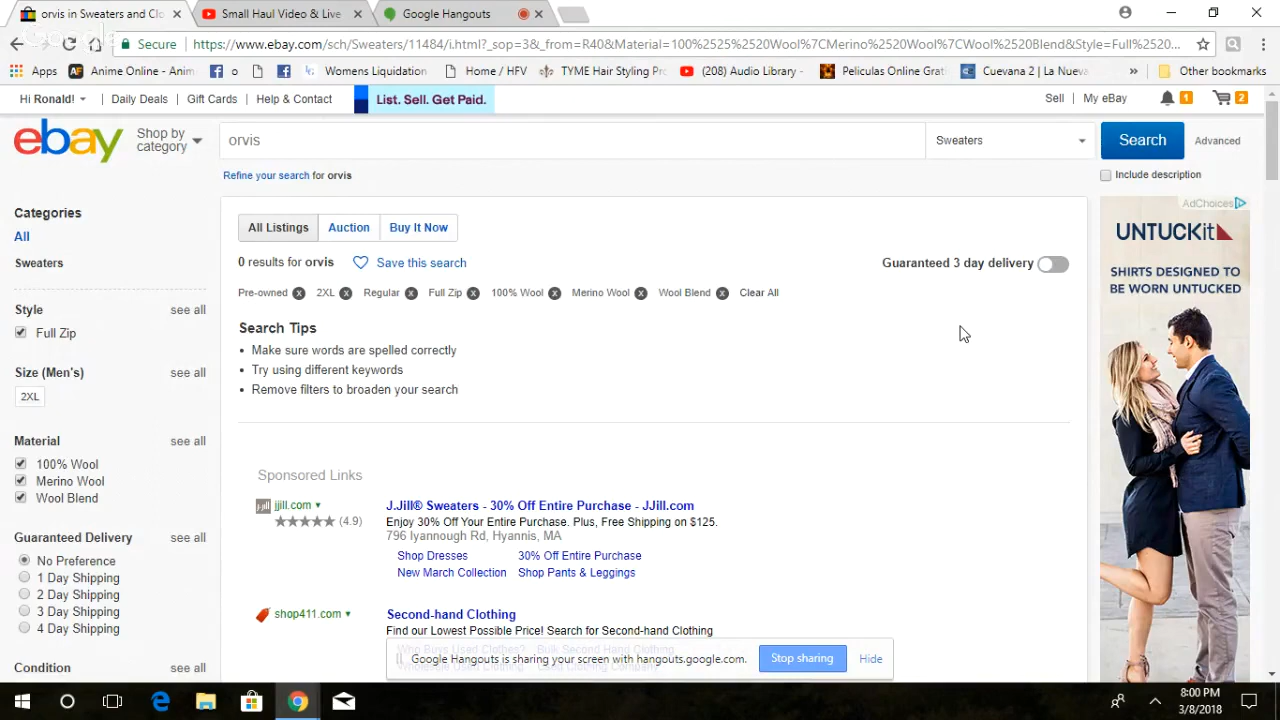 orvis in Sweaters and Clo
Small Haul Video & Live
Google Hangouts
Secure
https://www.ebay.com/sch/Sweaters/11484/i.html?_sop=3&_from=R40&Material=100%2525%2520Wool%7CMerino%2520Wool%7CWool%2520Blend&Style=Full%2520...
Apps
Anime Online - Anim
o
Womens Liquidation
Home / HFV
TYME Hair Styling Pro
(208) Audio Library -
Peliculas Online Grati
Cuevana 2 | La Nueva
»
Other bookmarks
Hi Ronald!
Daily Deals
Gift Cards
Help & Contact
List. Sell. Get Paid.
Sell
My eBay
1
2
ebay
Shop by
category
orvis
Sweaters
Search
Advanced
Refine your search for orvis
Include description
Categories
All
Sweaters
Style
see all
Full Zip
Size (Men's)
see all
2XL
Material
see all
100% Wool
Merino Wool
Wool Blend
Guaranteed Delivery
see all
No Preference
1 Day Shipping
2 Day Shipping
3 Day Shipping
4 Day Shipping
Condition
see all
All Listings
Auction
Buy It Now
0 results for orvis
Save this search
Guaranteed 3 day delivery
Pre-owned
2XL
Regular
Full Zip
100% Wool
Merino Wool
Wool Blend
Clear All
Search Tips
• Make sure words are spelled correctly
• Try using different keywords
• Remove filters to broaden your search
Sponsored Links
jjill.com
(4.9)
J.Jill® Sweaters - 30% Off Entire Purchase - JJill.com
Enjoy 30% Off Your Entire Purchase. Plus, Free Shipping on $125.
796 Iyannough Rd, Hyannis, MA
Shop Dresses
30% Off Entire Purchase
New March Collection
Shop Pants & Leggings
shop411.com
Second-hand Clothing
Find our Lowest Possible Price! Search for Second-hand Clothing
Who Buys Used Clothes?
Bulk Second Hand Clothing
Google Hangouts is sharing your screen with hangouts.google.com.
Stop sharing
Hide
AdChoices
UNTUCKit
SHIRTS DESIGNED TO
BE WORN UNTUCKED
8:00 PM
3/8/2018